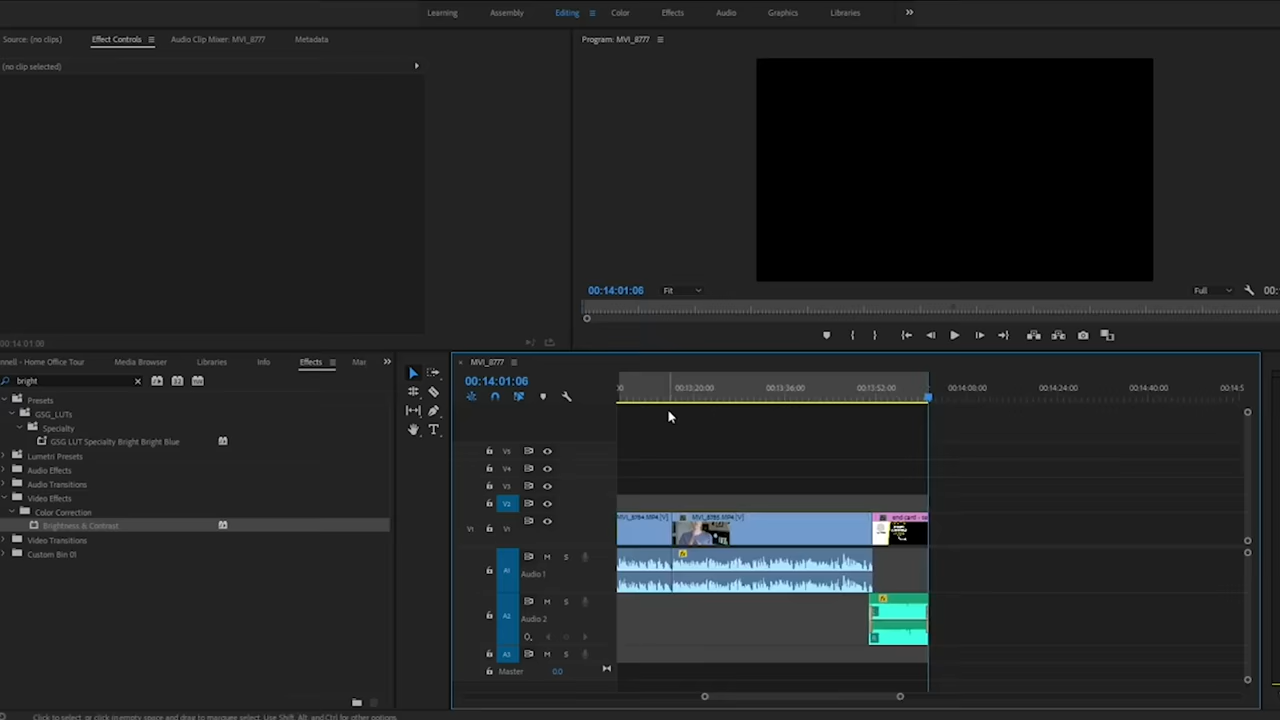 Learning Assembly Editing Color Effects Audio Graphics Libraries
Source: (no clips) Effect Controls Audio Clip Mixer: MVI_8777 Metadata
Program: MVI_8777
(no clip selected)
00:14:01:06 Fit Full 00:1
00:14:01:06
nnell - Home Office Tour Media Browser Libraries Info Effects Mar
bright
Presets
GSG_LUTs
Specialty
GSG LUT Specialty Bright Bright Blue
Lumetri Presets
Audio Effects
Audio Transitions
Video Effects
Color Correction
Brightness & Contrast
Video Transitions
Custom Bin 01
MVI_8777
00:14:01:06
00:13:20:00 00:13:36:00 00:13:52:00 00:14:08:00 00:14:24:00 00:14:40:00 00:14:5
V5
V4
V3
V2
V1 V1
A1 M S
Audio 1
A2 M S
Audio 2
A3 M S
Master 0.0
Click to select, or click in empty space and drag to marquee select. Use Shift, Alt, and Ctrl for other options.